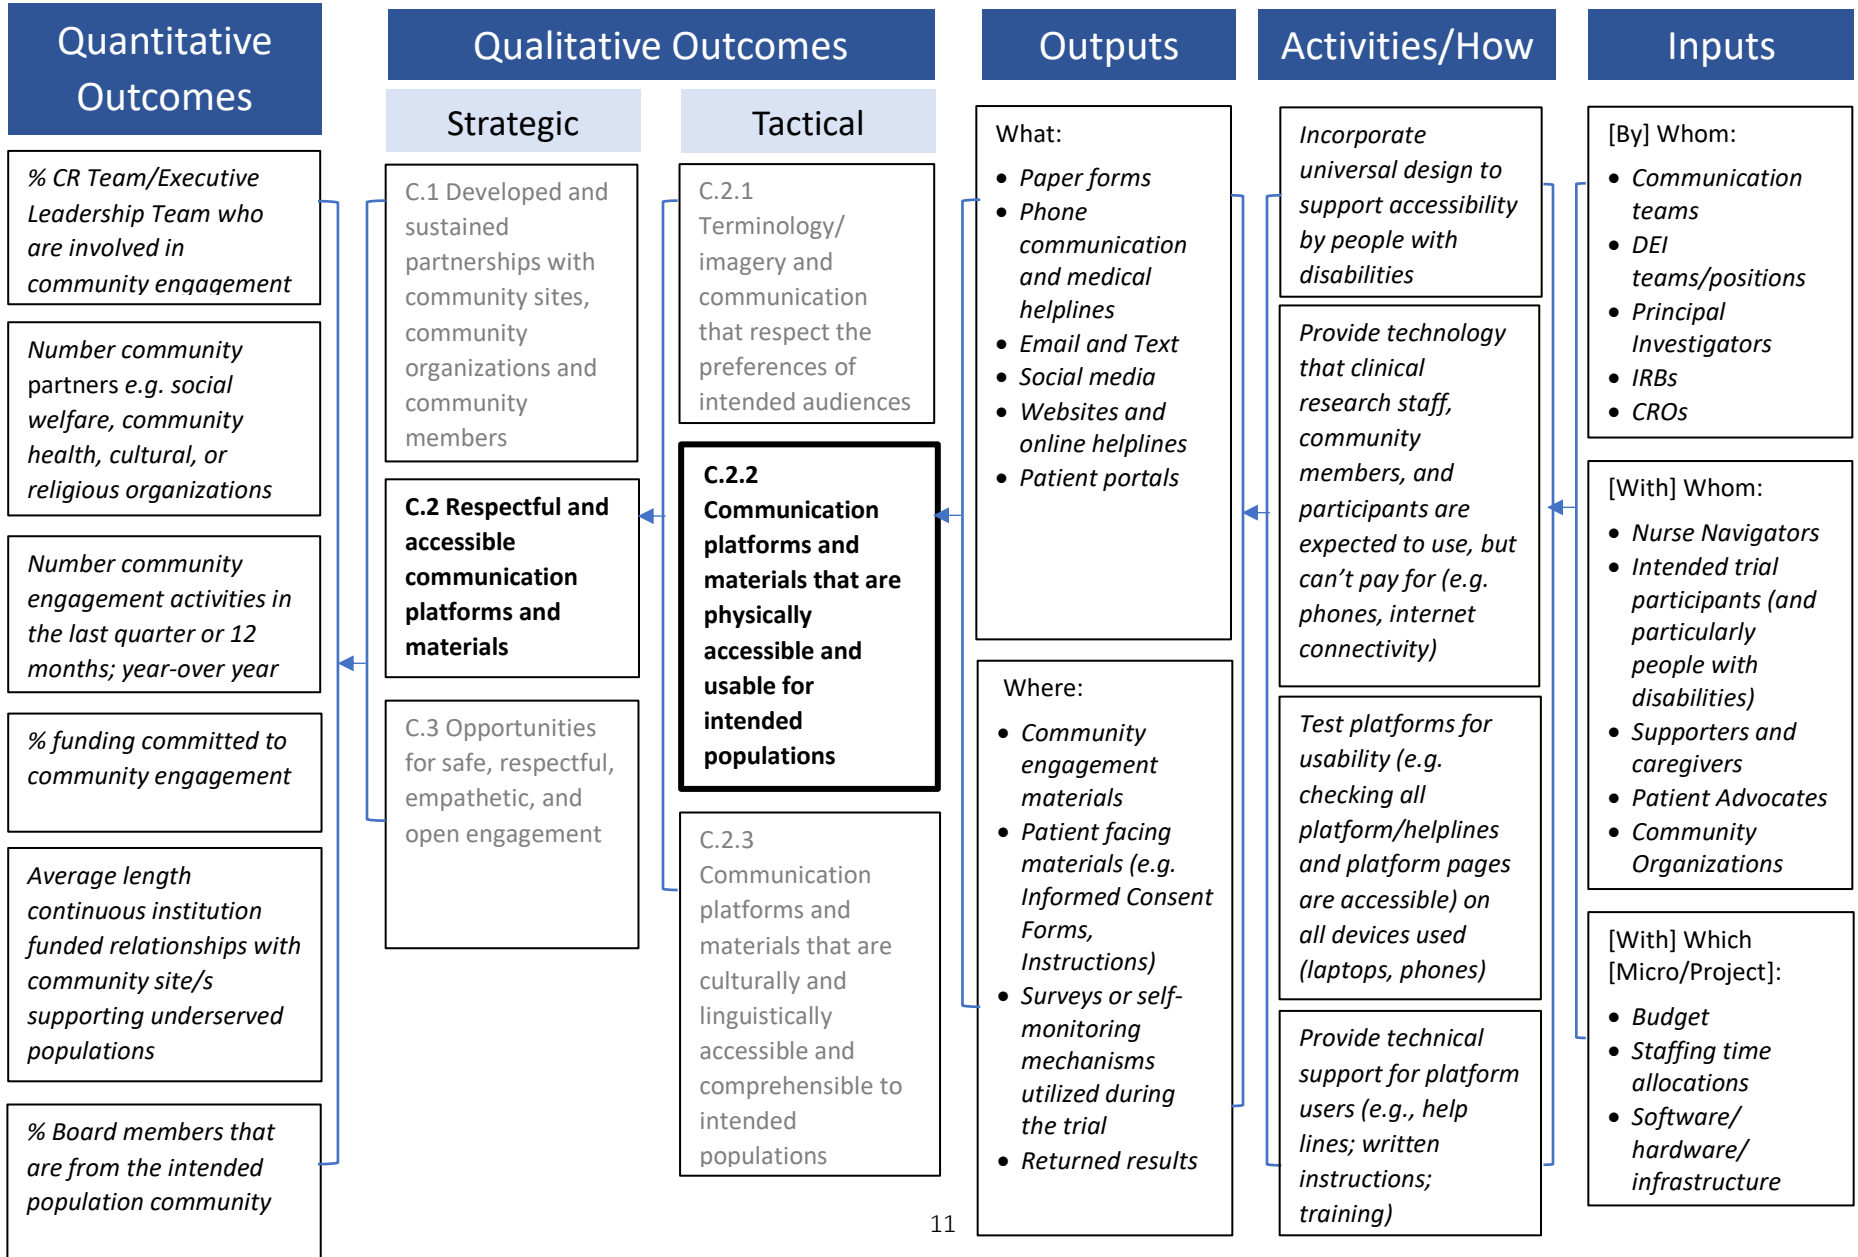 Quantitative
Outcomes
% CR Team/Executive
Leadership Team who
are involved in
community engagement
Number community
partners e.g. social
welfare, community
health, cultural, or
religious organizations
Number community
engagement activities in
the last quarter or 12
months; year-over year
% funding committed to
community engagement
Average length
continuous institution
funded relationships with
community site/s
supporting underserved
populations
% Board members that
are from the intended
population community
Qualitative Outcomes
Strategic
C.1 Developed and
sustained
partnerships with
community sites,
community
organizations and
community
members
C.2 Respectful and
accessible
communication
platforms and
materials
C.3 Opportunities
for safe, respectful,
empathetic, and
open engagement
Tactical
C.2.1
Terminology/
imagery and
communication
that respect the
preferences of
intended audiences
C.2.2
Communication
platforms and
materials that are
physically
accessible and
usable for
intended
populations
C.2.3
Communication
platforms and
materials that are
culturally and
linguistically
accessible and
comprehensible to
intended
populations
Outputs
What:
• Paper forms
• Phone
communication
and medical
helplines
• Email and Text
• Social media
• Websites and
online helplines
• Patient portals
Where:
• Community
engagement
materials
• Patient facing
materials (e.g.
Informed Consent
Forms,
Instructions)
• Surveys or self-
monitoring
mechanisms
utilized during
the trial
• Returned results
Activities/How
Incorporate
universal design to
support accessibility
by people with
disabilities
Provide technology
that clinical
research staff,
community
members, and
participants are
expected to use, but
can’t pay for (e.g.
phones, internet
connectivity)
Test platforms for
usability (e.g.
checking all
platform/helplines
and platform pages
are accessible) on
all devices used
(laptops, phones)
Provide technical
support for platform
users (e.g., help
lines; written
instructions;
training)
Inputs
[By] Whom:
• Communication
teams
• DEI
teams/positions
• Principal
Investigators
• IRBs
• CROs
[With] Whom:
• Nurse Navigators
• Intended trial
participants (and
particularly
people with
disabilities)
• Supporters and
caregivers
• Patient Advocates
• Community
Organizations
[With] Which
[Micro/Project]:
• Budget
• Staffing time
allocations
• Software/
hardware/
infrastructure
11